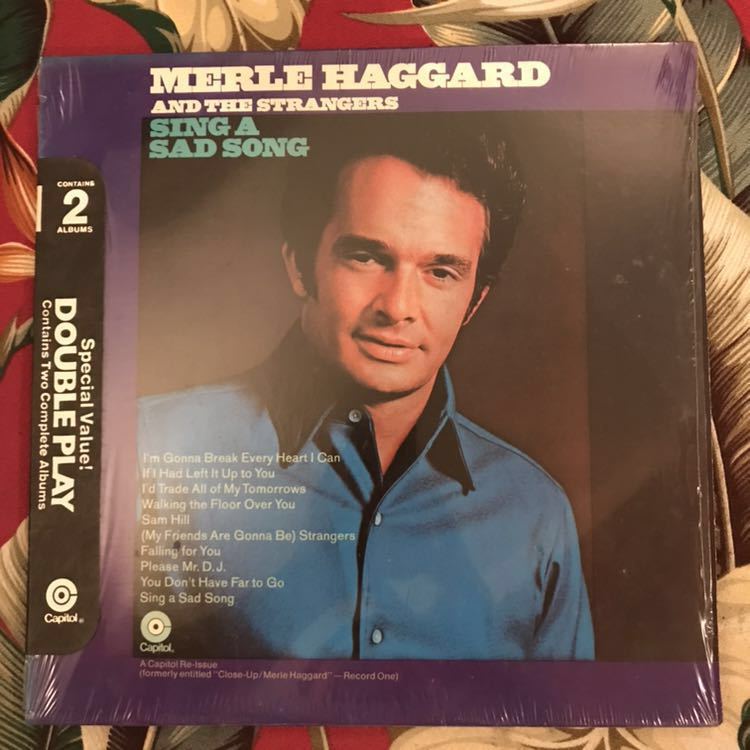 MERLE HAGGARD
AND THE STRANGERS
SING A
SAD SONG
CONTAINS
2
ALBUMS
Special Value!
DOUBLE PLAY
Contains Two Complete Albums
Capitol®
I'm Gonna Break Every Heart I Can
If I Had Left It Up to You
I'd Trade All of My Tomorrows
Walking the Floor Over You
Sam Hill
(My Friends Are Gonna Be) Strangers
Falling for You
Please Mr. D.J.
You Don't Have Far to Go
Sing a Sad Song
Capitol®
A Capitol Re-Issue
(formerly entitled "Close-Up/Merle Haggard" — Record One)